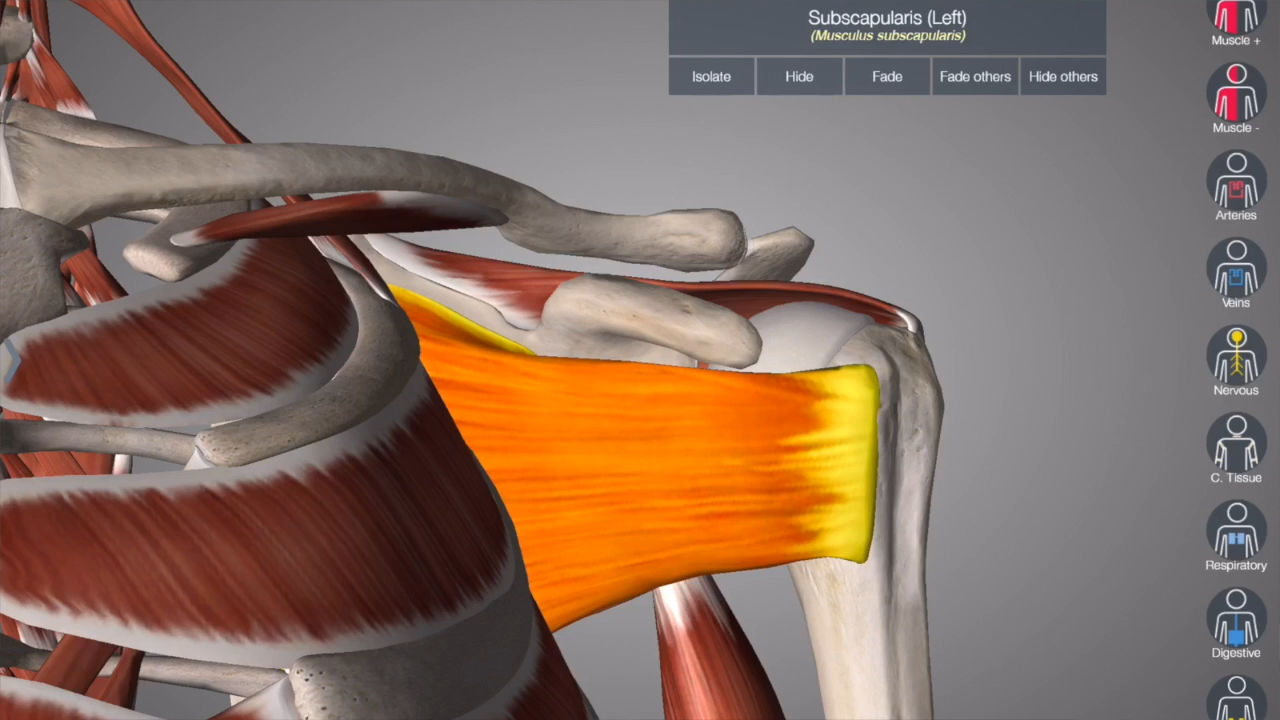 Subscapularis (Left)
(Musculus subscapularis)
Isolate Hide Fade Fade others Hide others
Muscle +
Muscle -
Arteries
Veins
Nervous
C. Tissue
Respiratory
Digestive